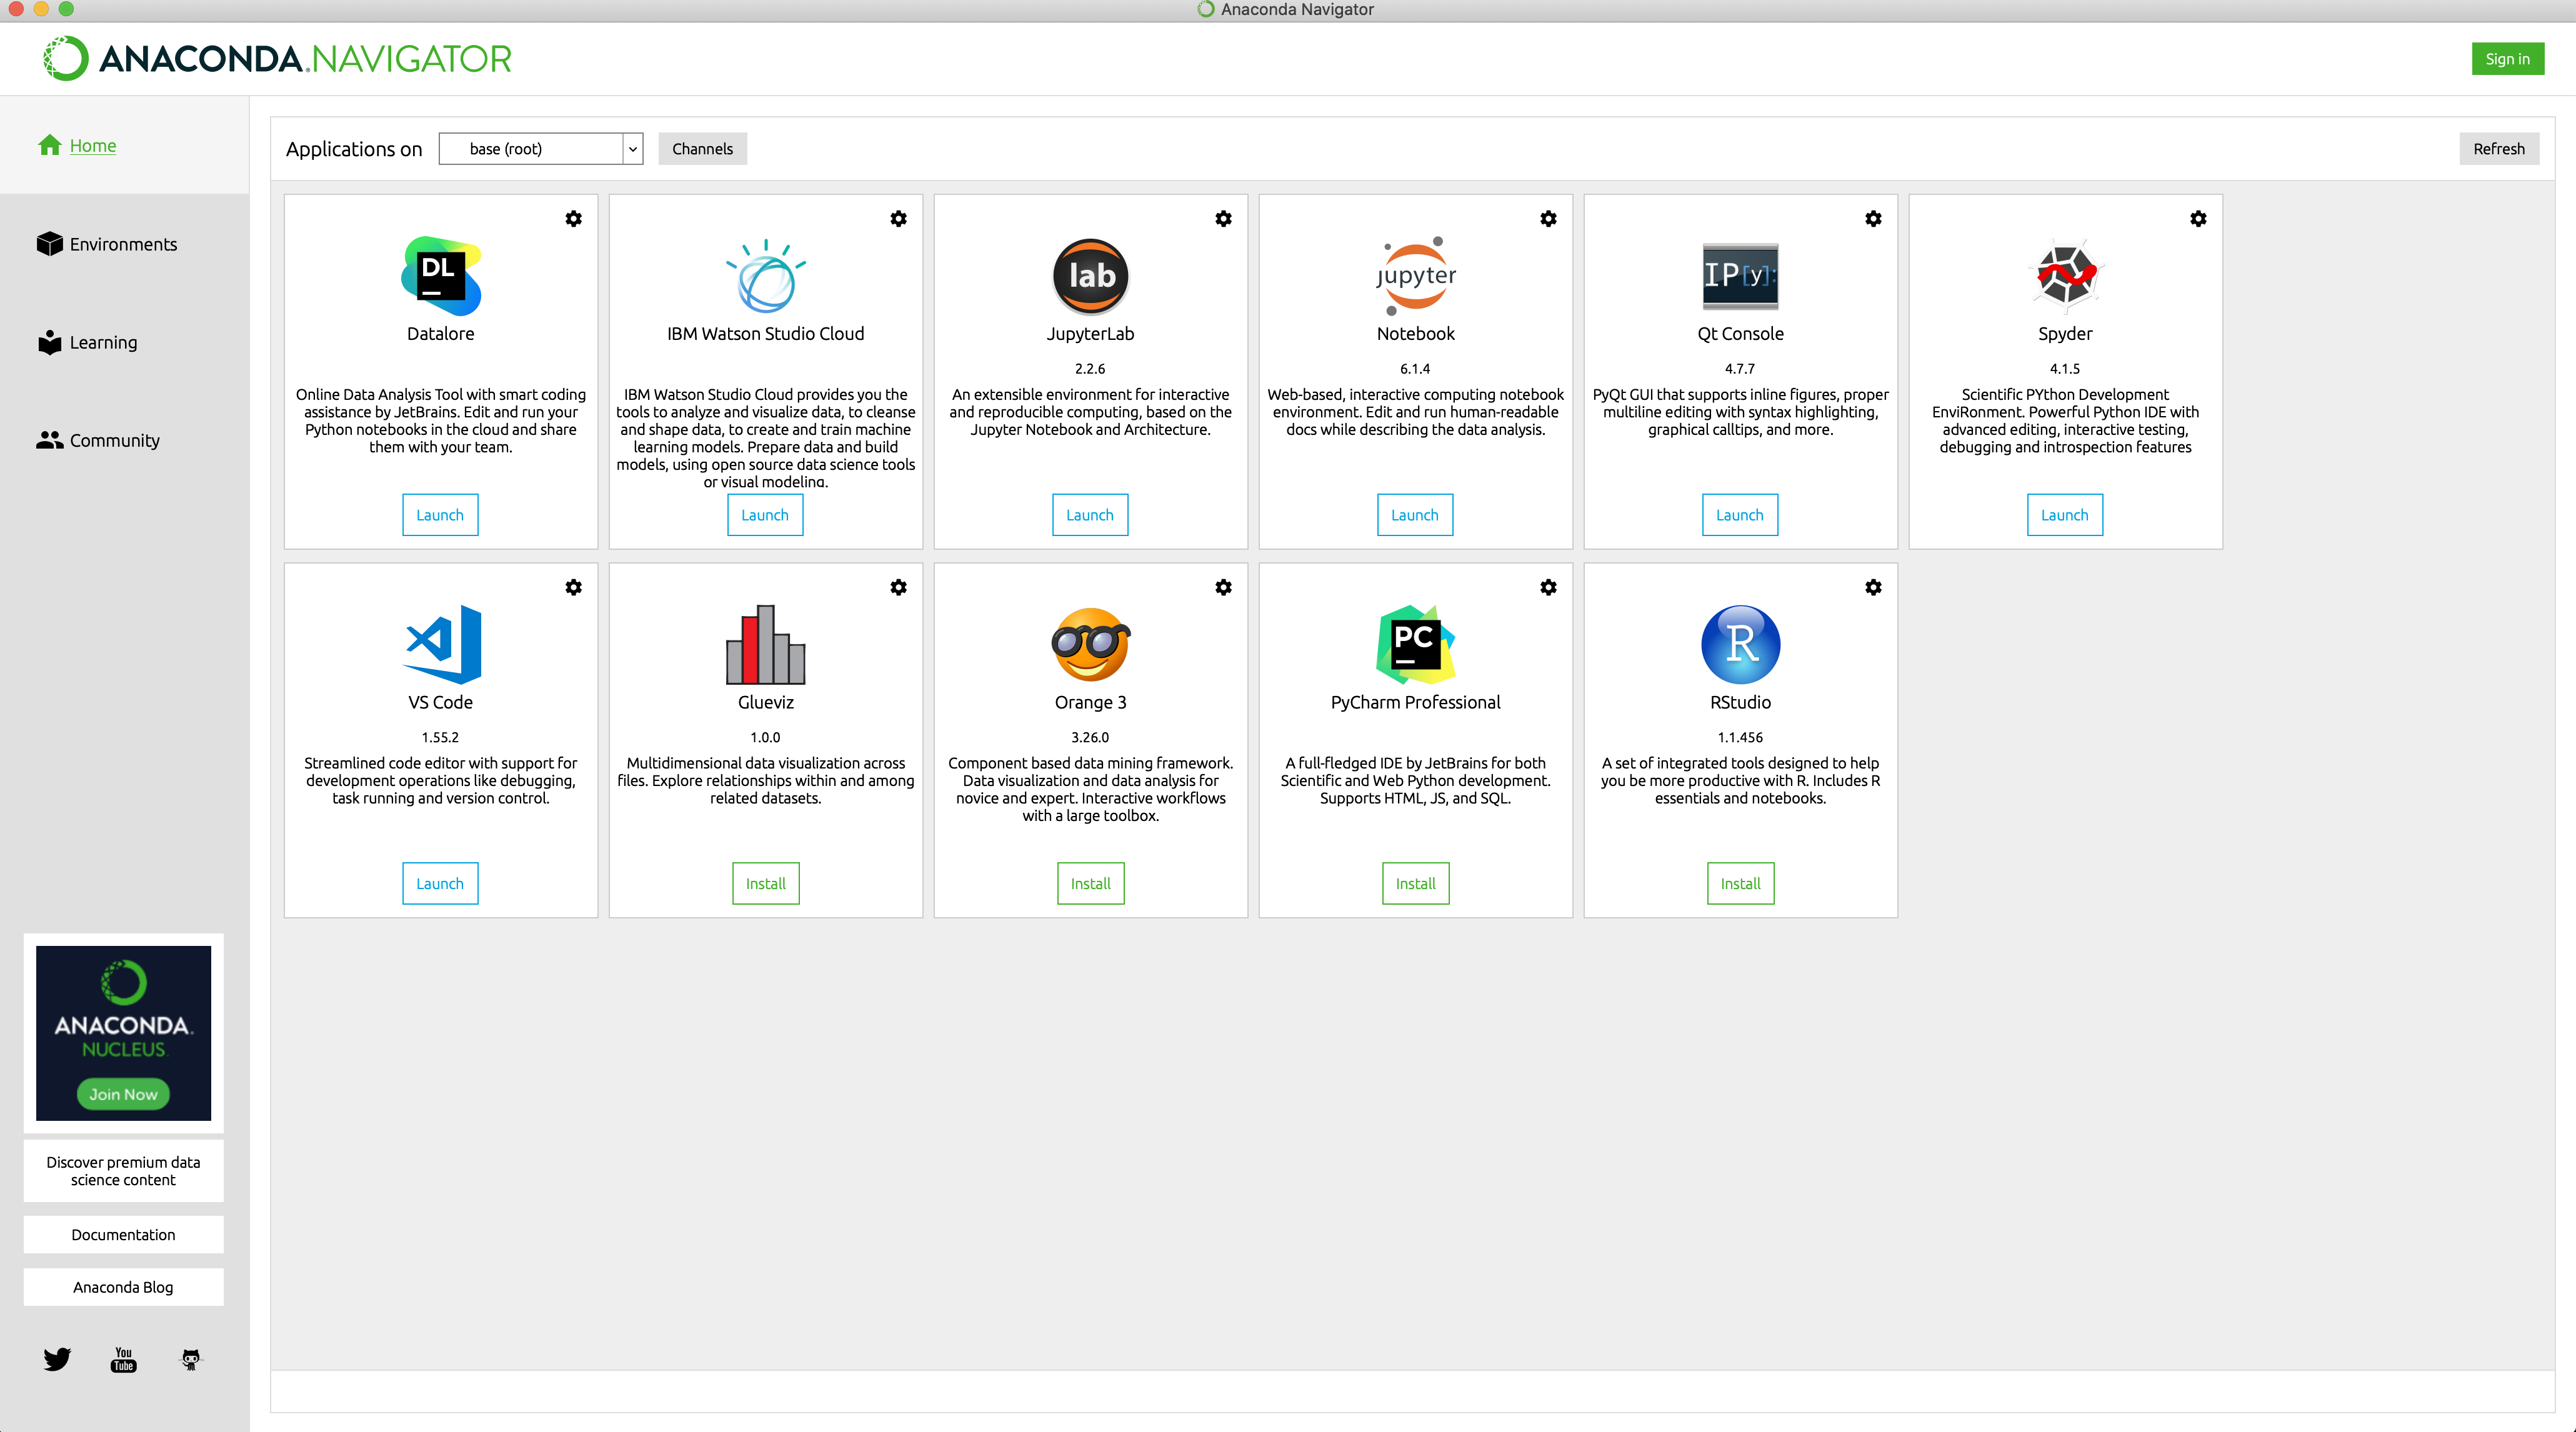 Anaconda Navigator
ANACONDA.NAVIGATOR
Sign in
Home
Environments
Learning
Community
Applications on
base (root)
Channels
Refresh
DL
Datalore
Online Data Analysis Tool with smart coding
assistance by JetBrains. Edit and run your
Python notebooks in the cloud and share
them with your team.
Launch
IBM Watson Studio Cloud
IBM Watson Studio Cloud provides you the
tools to analyze and visualize data, to cleanse
and shape data, to create and train machine
learning models. Prepare data and build
models, using open source data science tools
or visual modeling.
Launch
lab
JupyterLab
2.2.6
An extensible environment for interactive
and reproducible computing, based on the
Jupyter Notebook and Architecture.
Launch
jupyter
Notebook
6.1.4
Web-based, interactive computing notebook
environment. Edit and run human-readable
docs while describing the data analysis.
Launch
IP[y]:
Qt Console
4.7.7
PyQt GUI that supports inline figures, proper
multiline editing with syntax highlighting,
graphical calltips, and more.
Launch
Spyder
4.1.5
Scientific PYthon Development
EnviRonment. Powerful Python IDE with
advanced editing, interactive testing,
debugging and introspection features
Launch
VS Code
1.55.2
Streamlined code editor with support for
development operations like debugging,
task running and version control.
Launch
Glueviz
1.0.0
Multidimensional data visualization across
files. Explore relationships within and among
related datasets.
Install
Orange 3
3.26.0
Component based data mining framework.
Data visualization and data analysis for
novice and expert. Interactive workflows
with a large toolbox.
Install
PC
PyCharm Professional
A full-fledged IDE by JetBrains for both
Scientific and Web Python development.
Supports HTML, JS, and SQL.
Install
R
RStudio
1.1.456
A set of integrated tools designed to help
you be more productive with R. Includes R
essentials and notebooks.
Install
ANACONDA.
NUCLEUS
Join Now
Discover premium data
science content
Documentation
Anaconda Blog
You
Tube